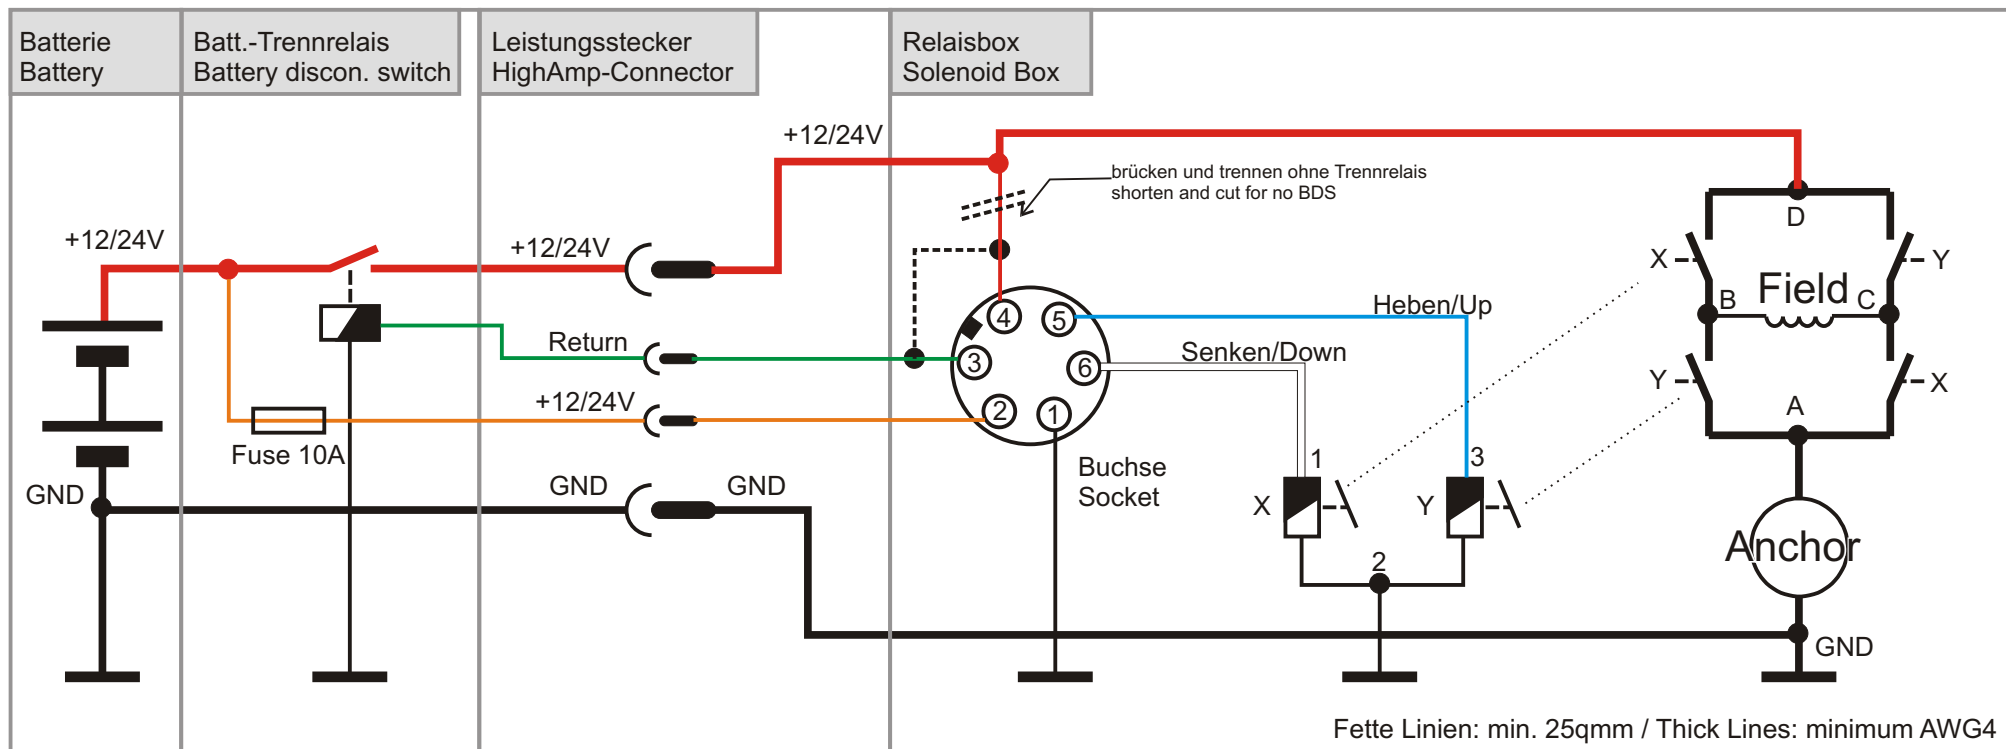 Batterie
Battery
Batt.-Trennrelais
Battery discon. switch
Leistungsstecker
HighAmp-Connector
Relaisbox
Solenoid Box
+12/24V
brücken und trennen ohne Trennrelais
shorten and cut for no BDS
D
+12/24V
+12/24V
X
Y
B
Field
C
4
5
Heben/Up
Return
3
6
Senken/Down
Y
X
+12/24V
2
1
A
Fuse 10A
Buchse
Socket
1
3
GND
GND
GND
X
Y
Anchor
2
GND
Fette Linien: min. 25qmm / Thick Lines: minimum AWG4